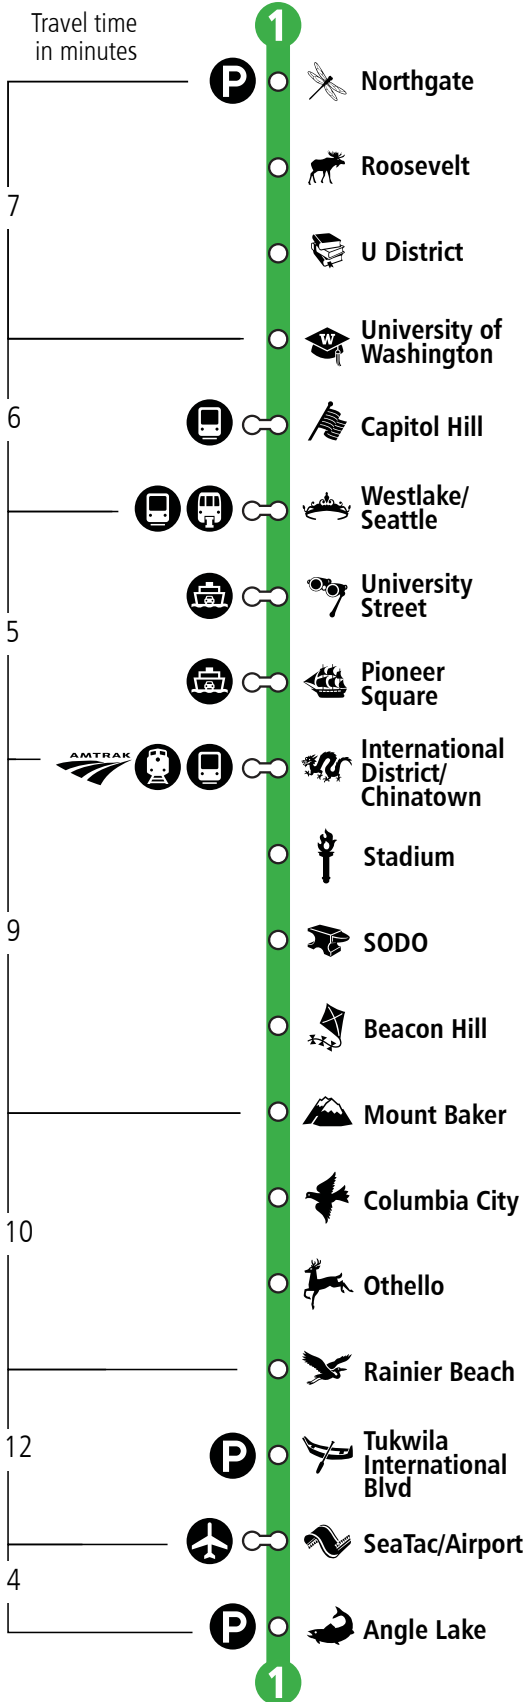 Travel time
in minutes
1
P
Northgate
Roosevelt
7
U District
University of
Washington
W
6
Capitol Hill
Westlake/
Seattle
University
Street
5
Pioneer
Square
AMTRAK
International
District/
Chinatown
Stadium
9
SODO
Beacon Hill
Mount Baker
Columbia City
10
Othello
Rainier Beach
12
P
Tukwila
International
Blvd
SeaTac/Airport
4
P
Angle Lake
1